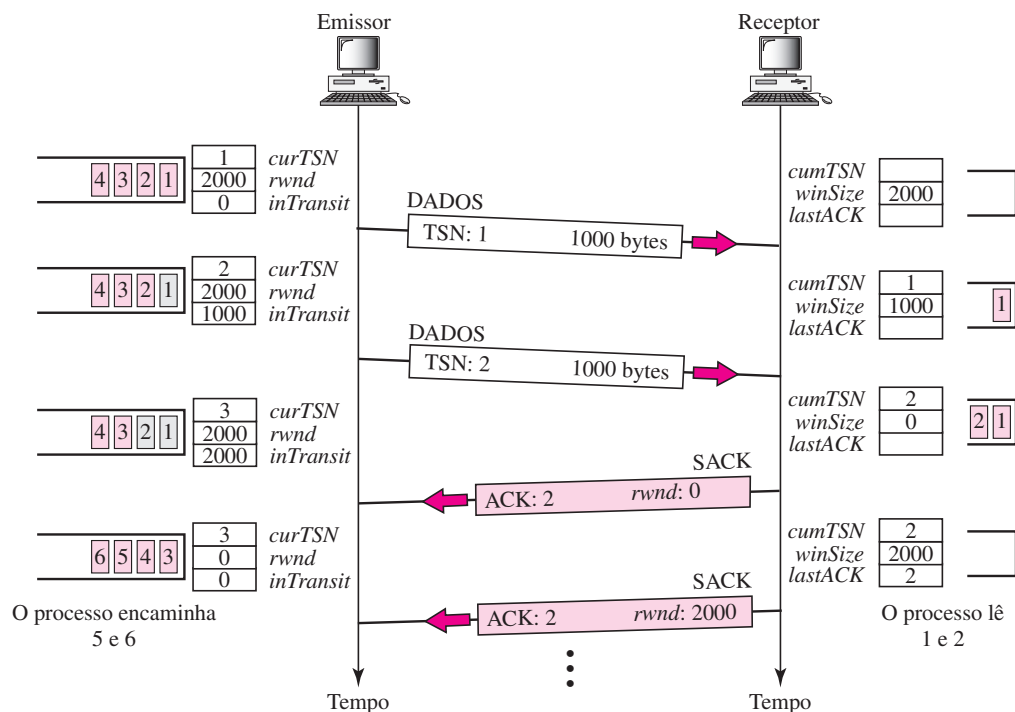 Emissor
Receptor
4 3 2 1
1 curTSN
2000 rwnd
0 inTransit
cumTSN
winSize 2000
lastACK
DADOS
TSN: 1 1000 bytes
4 3 2 1
2 curTSN
2000 rwnd
1000 inTransit
cumTSN 1
winSize 1000
lastACK
1
DADOS
TSN: 2 1000 bytes
4 3 2 1
3 curTSN
2000 rwnd
2000 inTransit
cumTSN 2
winSize 0
lastACK
2 1
SACK
ACK: 2 rwnd: 0
6 5 4 3
3 curTSN
0 rwnd
0 inTransit
cumTSN 2
winSize 2000
lastACK 2
O processo encaminha
5 e 6
O processo lê
1 e 2
SACK
ACK: 2 rwnd: 2000
Tempo
Tempo